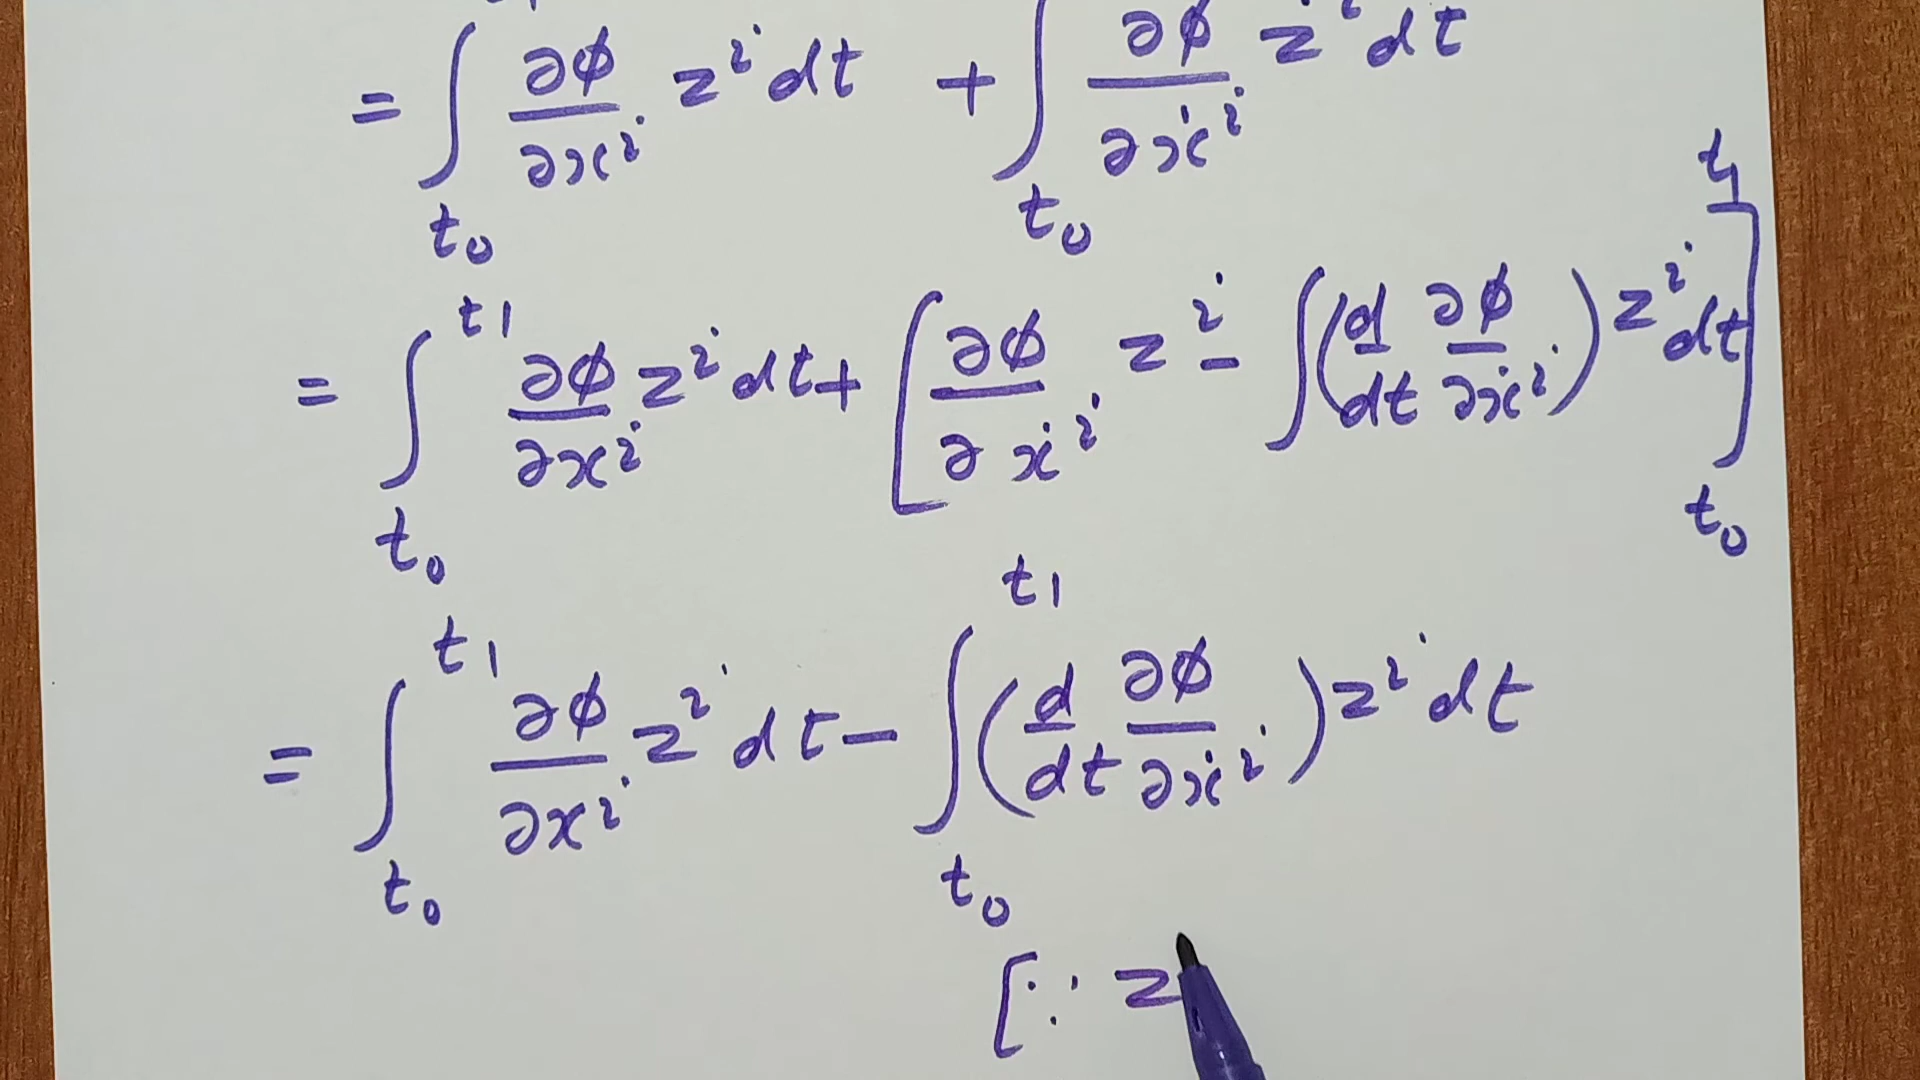 = ∫_{t₀} ∂φ/∂xⁱ zⁱ dt + ∫_{t₀} ∂φ/∂ẋⁱ żⁱ dt
= ∫_{t₀}^{t₁} ∂φ/∂xⁱ zⁱ dt + [∂φ/∂ẋⁱ zⁱ - ∫(d/dt ∂φ/∂ẋⁱ) zⁱ dt]_{t₀}^{t₁}
= ∫_{t₀}^{t₁} ∂φ/∂xⁱ zⁱ dt - ∫_{t₀}^{t₁} (d/dt ∂φ/∂ẋⁱ) zⁱ dt
[∵ z